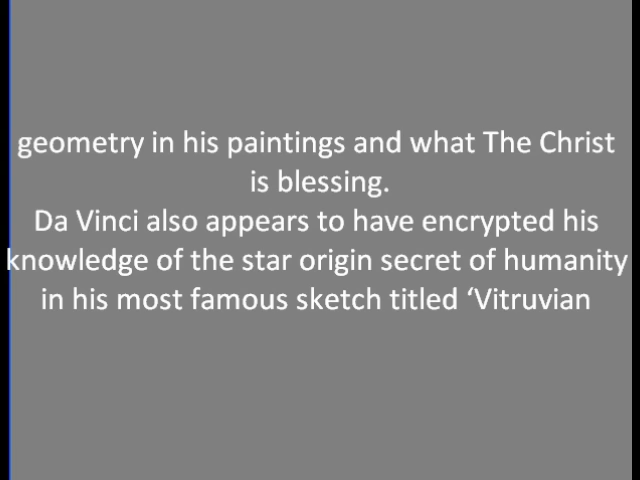 geometry in his paintings and what The Christ
is blessing.
Da Vinci also appears to have encrypted his
knowledge of the star origin secret of humanity
in his most famous sketch titled ‘Vitruvian